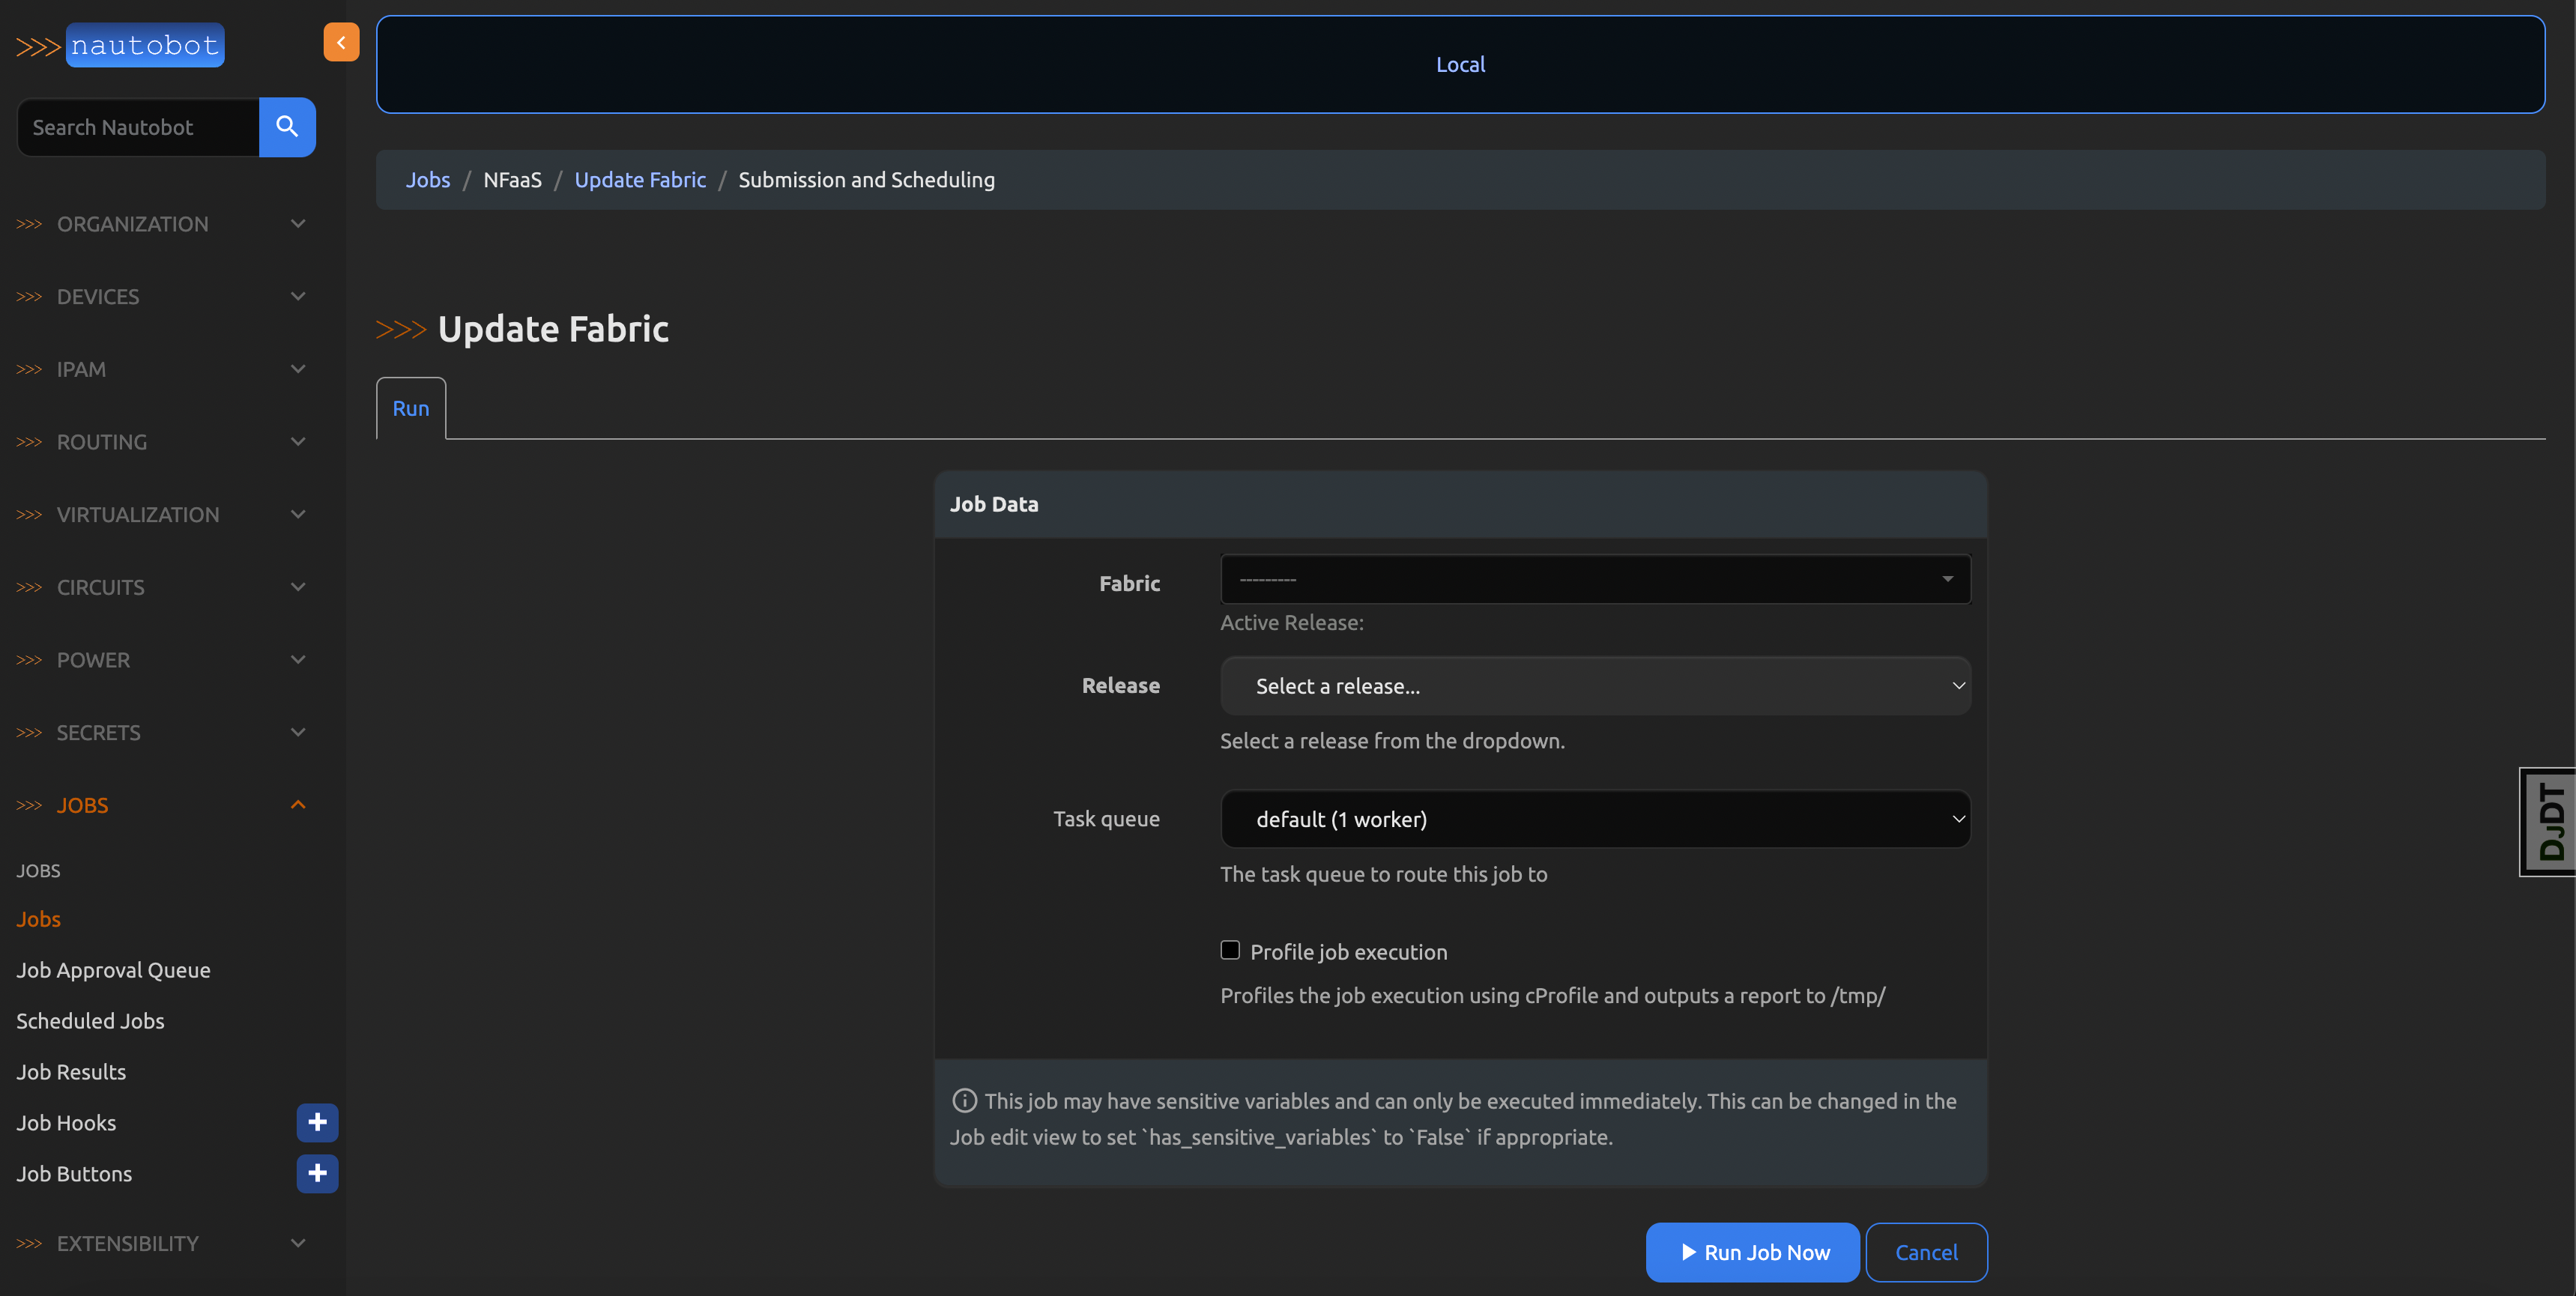 >>> nautobot
Local
Search Nautobot
Jobs / NFaaS / Update Fabric / Submission and Scheduling
>>> ORGANIZATION
>>> DEVICES
>>> IPAM
>>> ROUTING
>>> VIRTUALIZATION
>>> CIRCUITS
>>> POWER
>>> SECRETS
>>> JOBS
JOBS
Jobs
Job Approval Queue
Scheduled Jobs
Job Results
Job Hooks
Job Buttons
>>> EXTENSIBILITY
>>> Update Fabric
Run
Job Data
Fabric
---------
Active Release:
Release
Select a release...
Select a release from the dropdown.
Task queue
default (1 worker)
The task queue to route this job to
Profile job execution
Profiles the job execution using cProfile and outputs a report to /tmp/
This job may have sensitive variables and can only be executed immediately. This can be changed in the
Job edit view to set `has_sensitive_variables` to `False` if appropriate.
Run Job Now
Cancel
DJDT